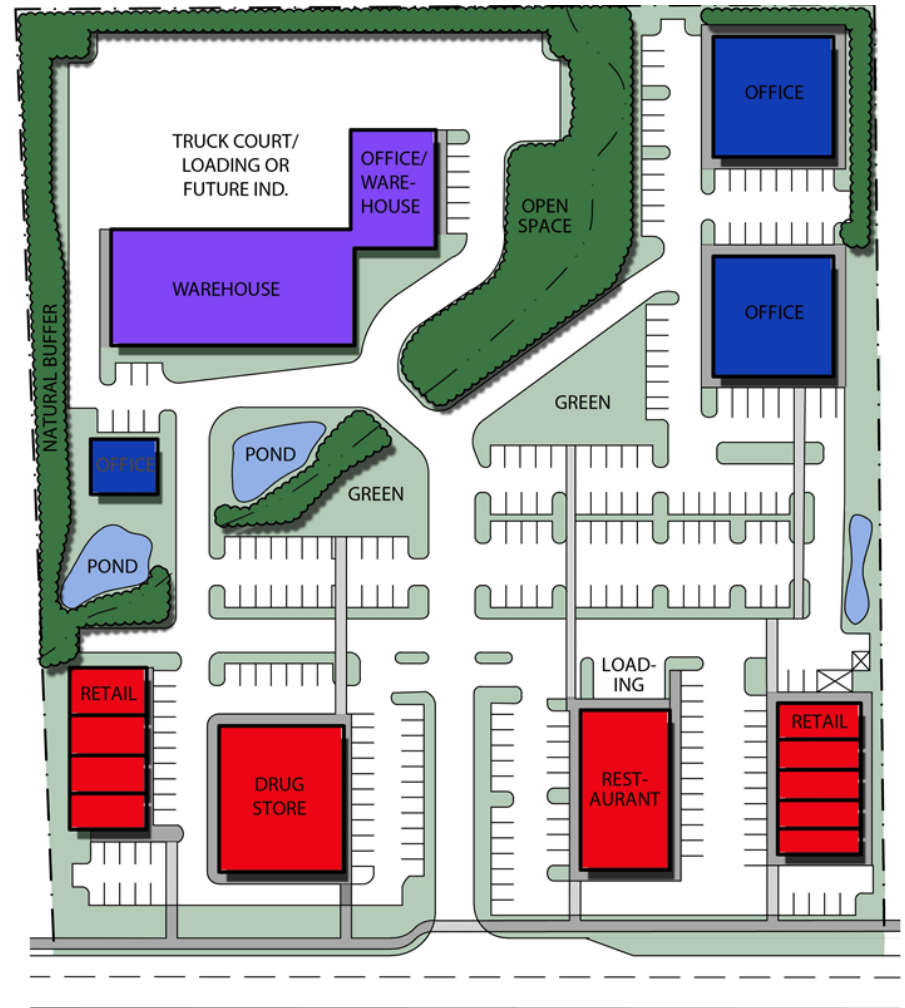 OFFICE
TRUCK COURT/
LOADING OR
FUTURE IND.
OFFICE/
WARE-
HOUSE
OPEN
SPACE
WAREHOUSE
OFFICE
NATURAL BUFFER
GREEN
POND
OFFICE
GREEN
POND
LOAD-
ING
RETAIL
RETAIL
DRUG
STORE
REST-
AURANT